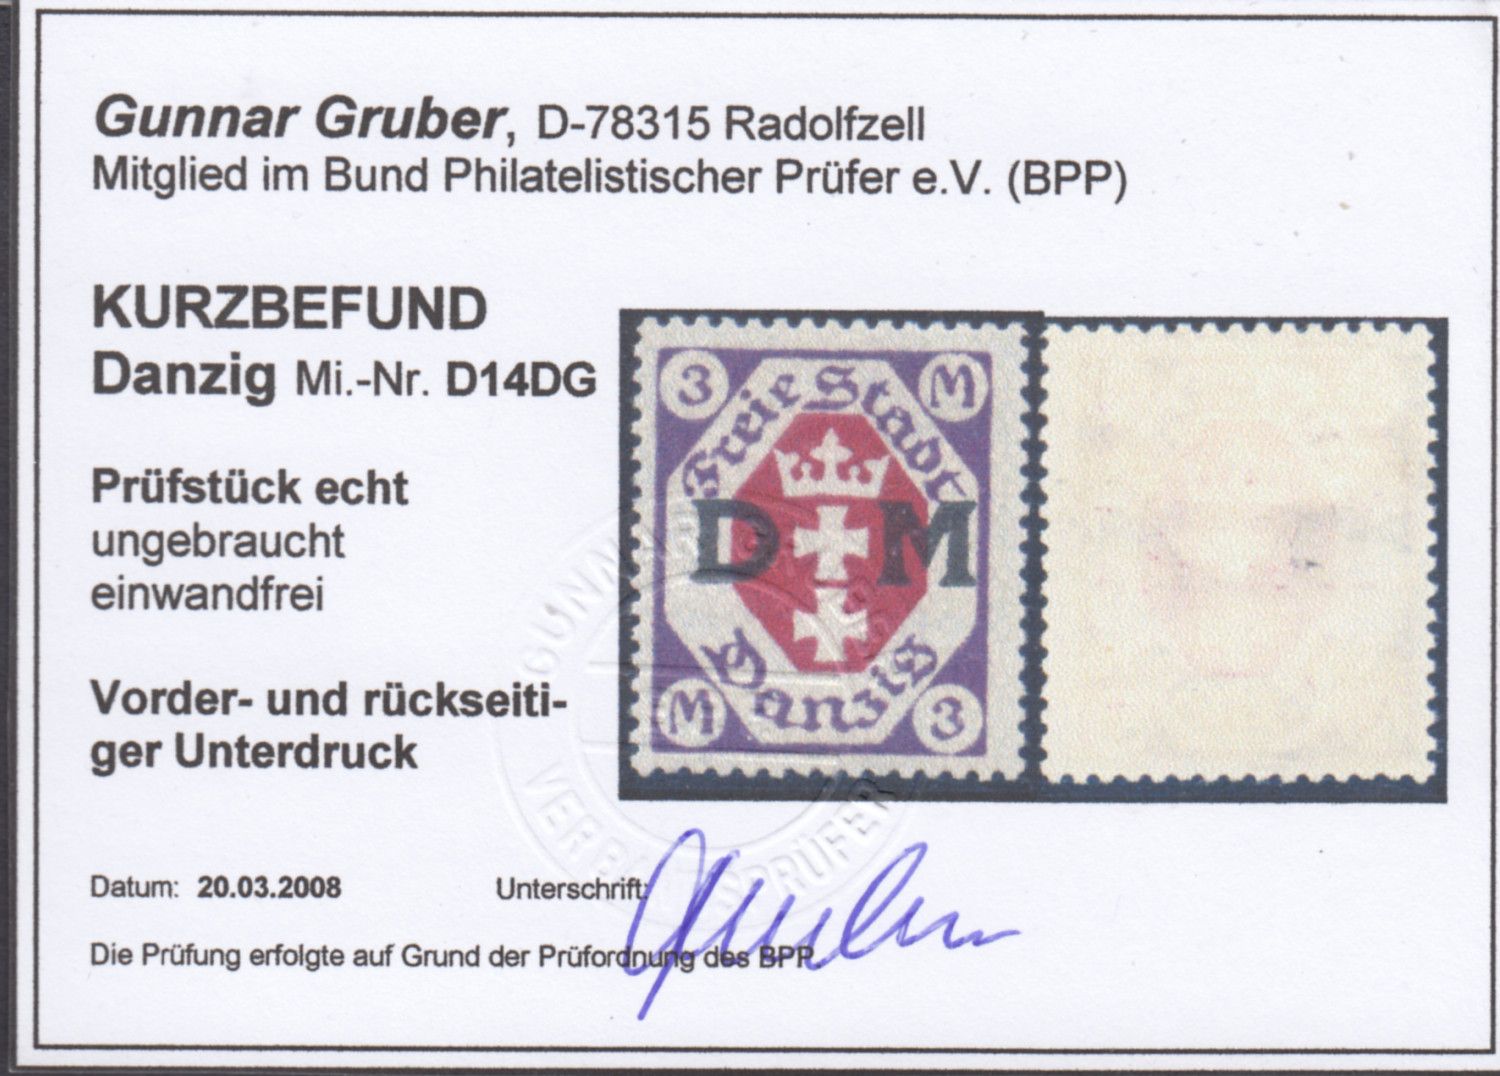 Gunnar Gruber, D-78315 Radolfzell
Mitglied im Bund Philatelistischer Prüfer e.V. (BPP)
KURZBEFUND
Danzig Mi.-Nr. D14DG
Prüfstück echt
ungebraucht
einwandfrei
Vorder- und rückseiti-
ger Unterdruck
3 M
Freie Stadt
D M
Danzig
M 3
GUNNAR
VERBANDSPRÜFER
Datum: 20.03.2008 Unterschrift:
Die Prüfung erfolgte auf Grund der Prüfordnung des BPP